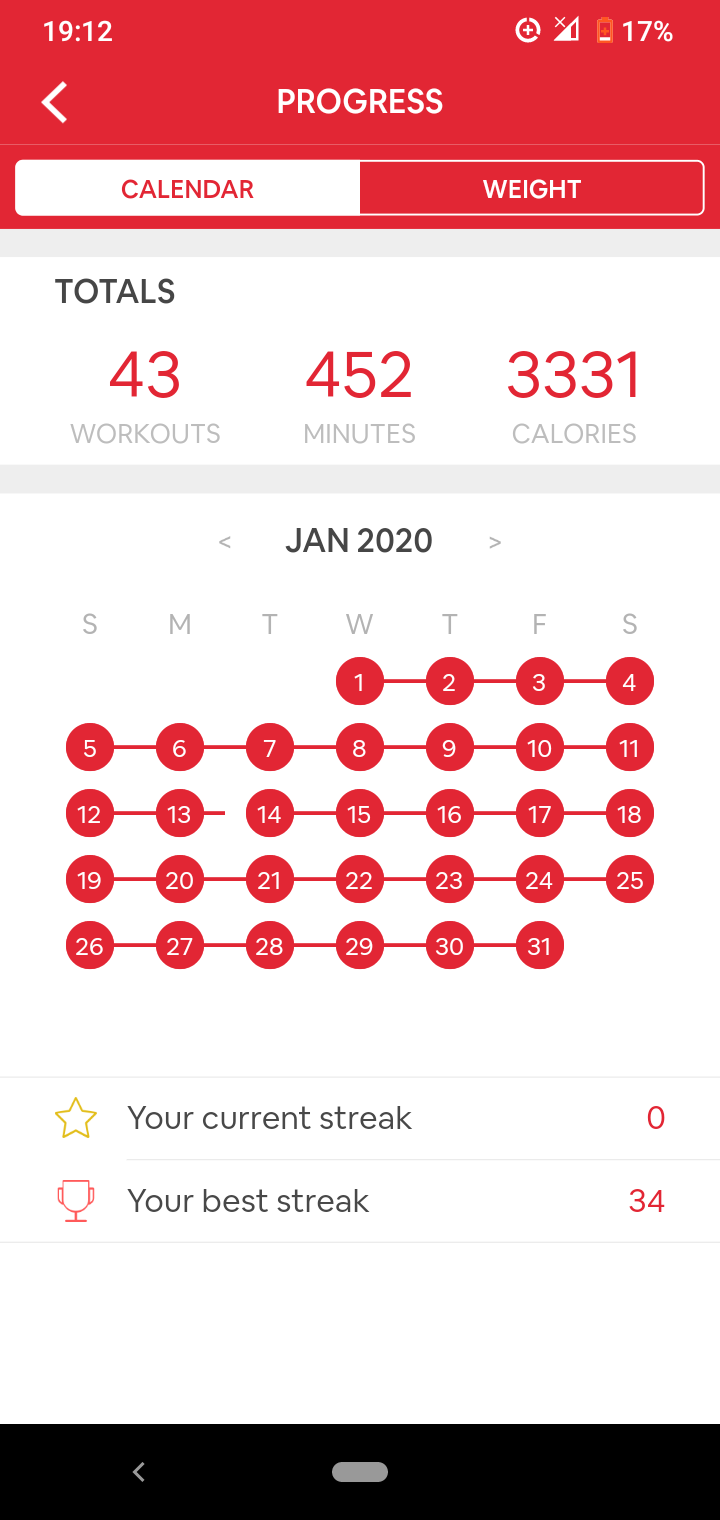 19:12 17%
PROGRESS
CALENDAR WEIGHT
TOTALS
43 452 3331
WORKOUTS MINUTES CALORIES
< JAN 2020 >
S M T W T F S
1 2 3 4
5 6 7 8 9 10 11
12 13 14 15 16 17 18
19 20 21 22 23 24 25
26 27 28 29 30 31
Your current streak 0
Your best streak 34